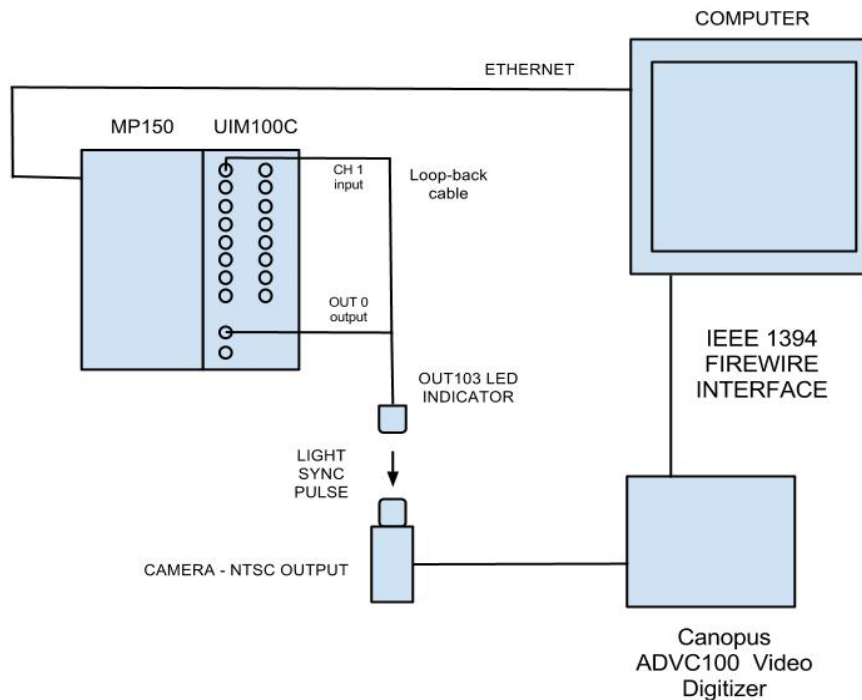 COMPUTER
ETHERNET
MP150
UIM100C
CH 1
input
Loop-back
cable
OUT 0
output
IEEE 1394
FIREWIRE
INTERFACE
OUT103 LED
INDICATOR
LIGHT
SYNC
PULSE
CAMERA - NTSC OUTPUT
Canopus
ADVC100 Video
Digitizer